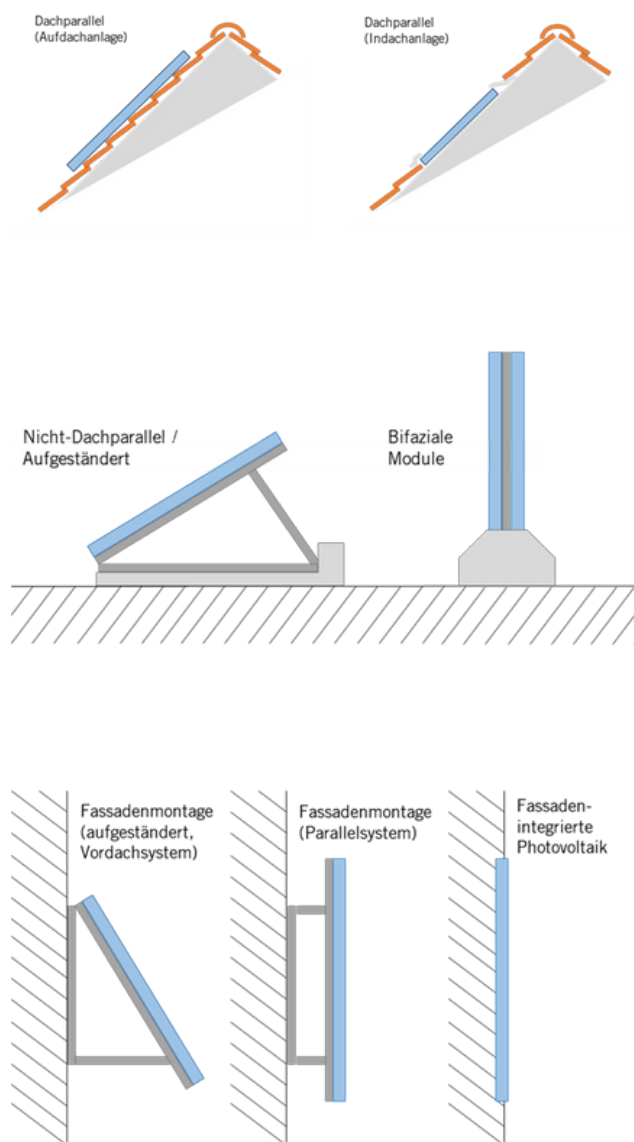 Dachparallel
(Aufdachanlage)
Dachparallel
(Indachanlage)
Nicht-Dachparallel /
Aufgeständert
Bifaziale
Module
Fassadenmontage
(aufgeständert,
Vordachsystem)
Fassadenmontage
(Parallelsystem)
Fassaden-
integrierte
Photovoltaik